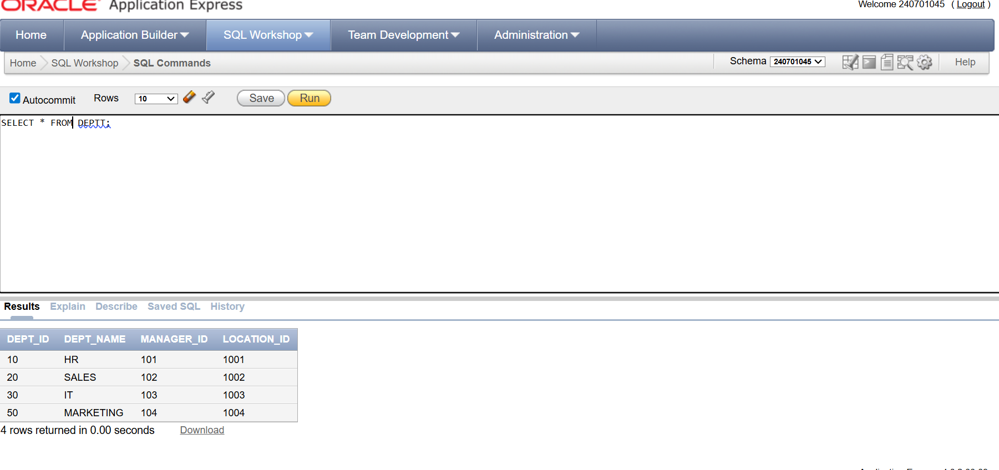 ORACLE Application Express
Welcome 240701045 ( Logout )
Home Application Builder SQL Workshop Team Development Administration
Home SQL Workshop SQL Commands Schema 240701045 Help
Autocommit Rows 10 Save Run
SELECT * FROM DEPTT;
Results Explain Describe Saved SQL History
DEPT_ID DEPT_NAME MANAGER_ID LOCATION_ID
10 HR 101 1001
20 SALES 102 1002
30 IT 103 1003
50 MARKETING 104 1004
4 rows returned in 0.00 seconds Download